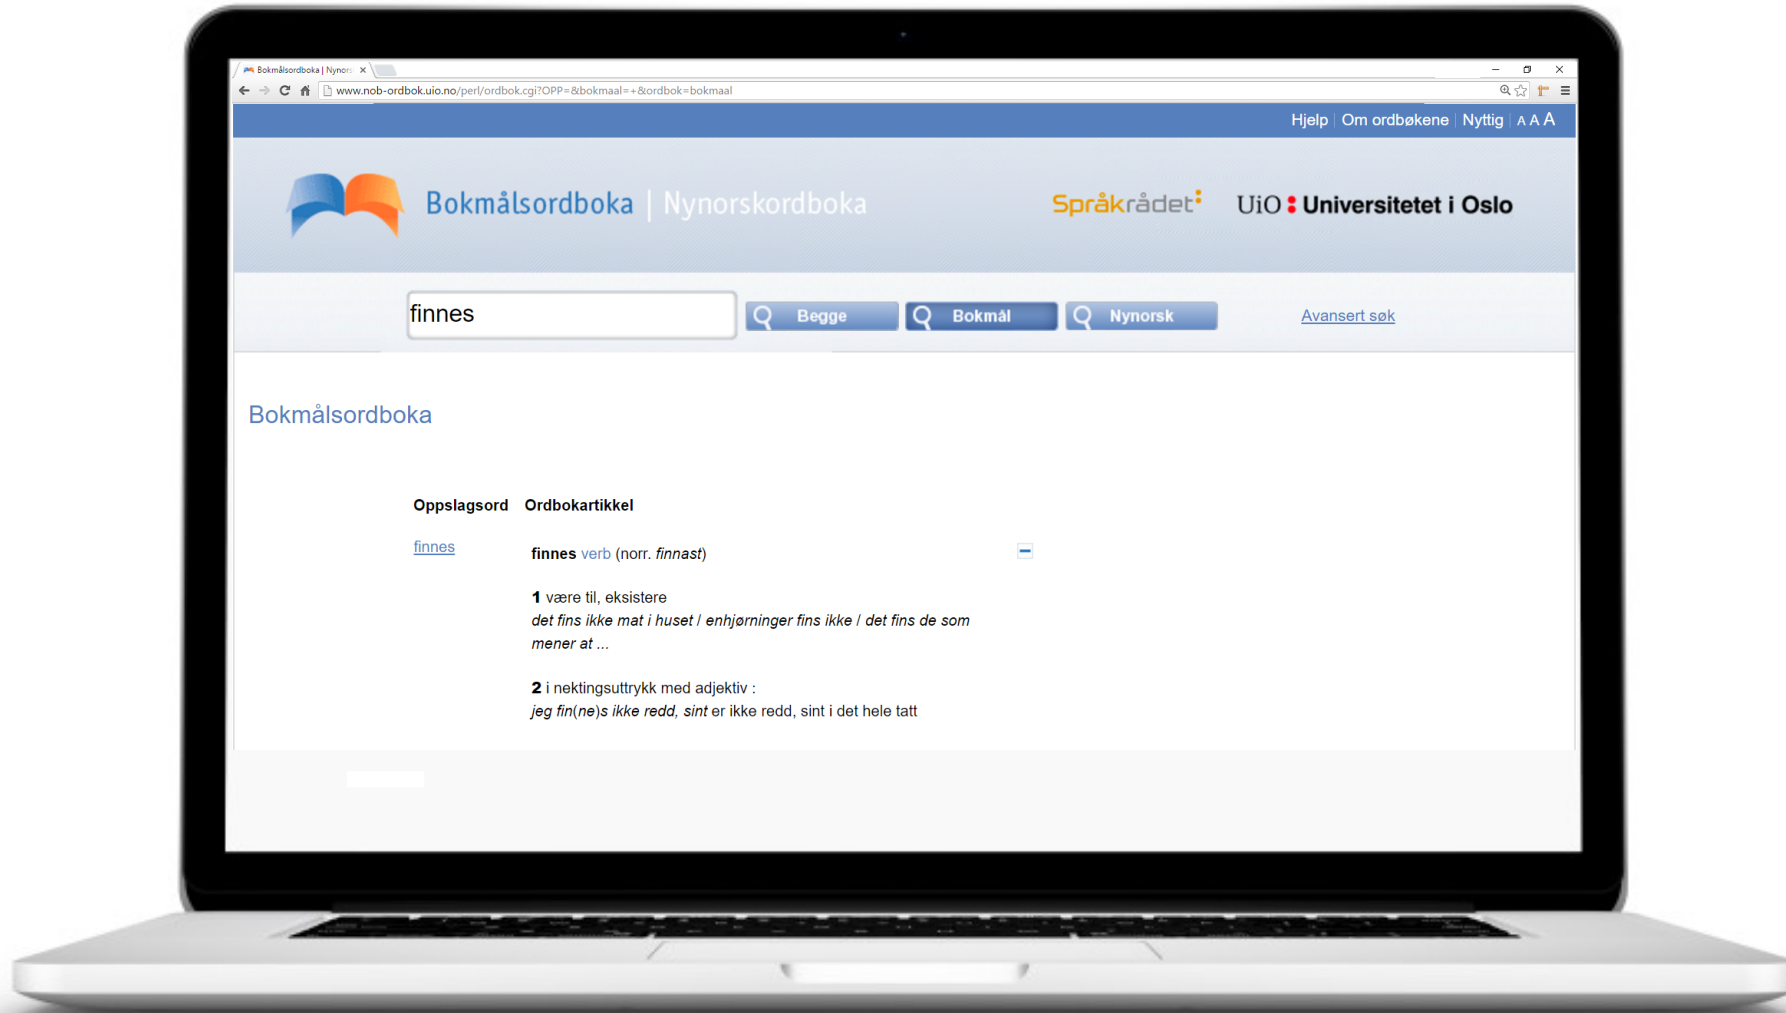 Bokmålsordboka | Nynors
www.nob-ordbok.uio.no/perl/ordbok.cgi?OPP=&bokmaal=+&ordbok=bokmaal
Hjelp | Om ordbøkene | Nyttig | A A A
Bokmålsordboka | Nynorskordboka
Språkrådet
UiO : Universitetet i Oslo
finnes
Begge
Bokmål
Nynorsk
Avansert søk
Bokmålsordboka
Oppslagsord Ordbokartikkel
finnes
finnes verb (norr. finnast)
1 være til, eksistere
det fins ikke mat i huset / enhjørninger fins ikke / det fins de som
mener at ...
2 i nektingsuttrykk med adjektiv :
jeg fin(ne)s ikke redd, sint er ikke redd, sint i det hele tatt